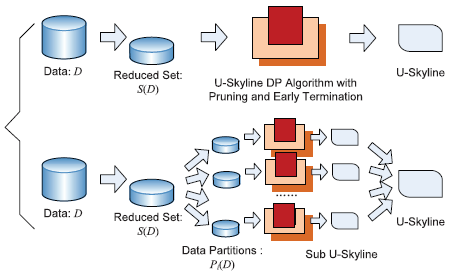 Data: D
Reduced Set:
S(D)
U-Skyline DP Algorithm with
Pruning and Early Termination
U-Skyline
Data: D
Reduced Set:
S(D)
......
Data Partitions :
Pi(D)
Sub U-Skyline
U-Skyline